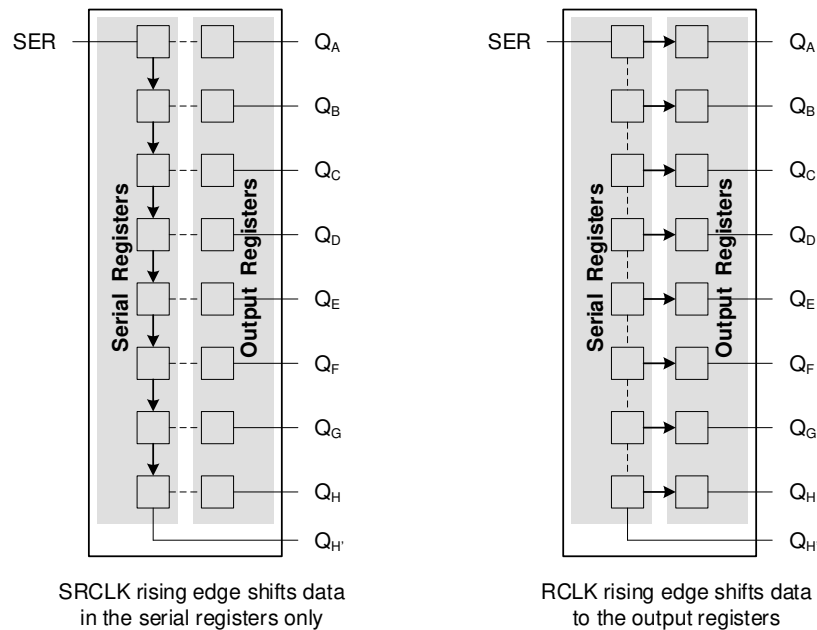 SER
Q_A
Q_B
Q_C
Q_D
Q_E
Q_F
Q_G
Q_H
Q_H'
Serial Registers
Output Registers
SRCLK rising edge shifts data
in the serial registers only
SER
Q_A
Q_B
Q_C
Q_D
Q_E
Q_F
Q_G
Q_H
Q_H'
Serial Registers
Output Registers
RCLK rising edge shifts data
to the output registers